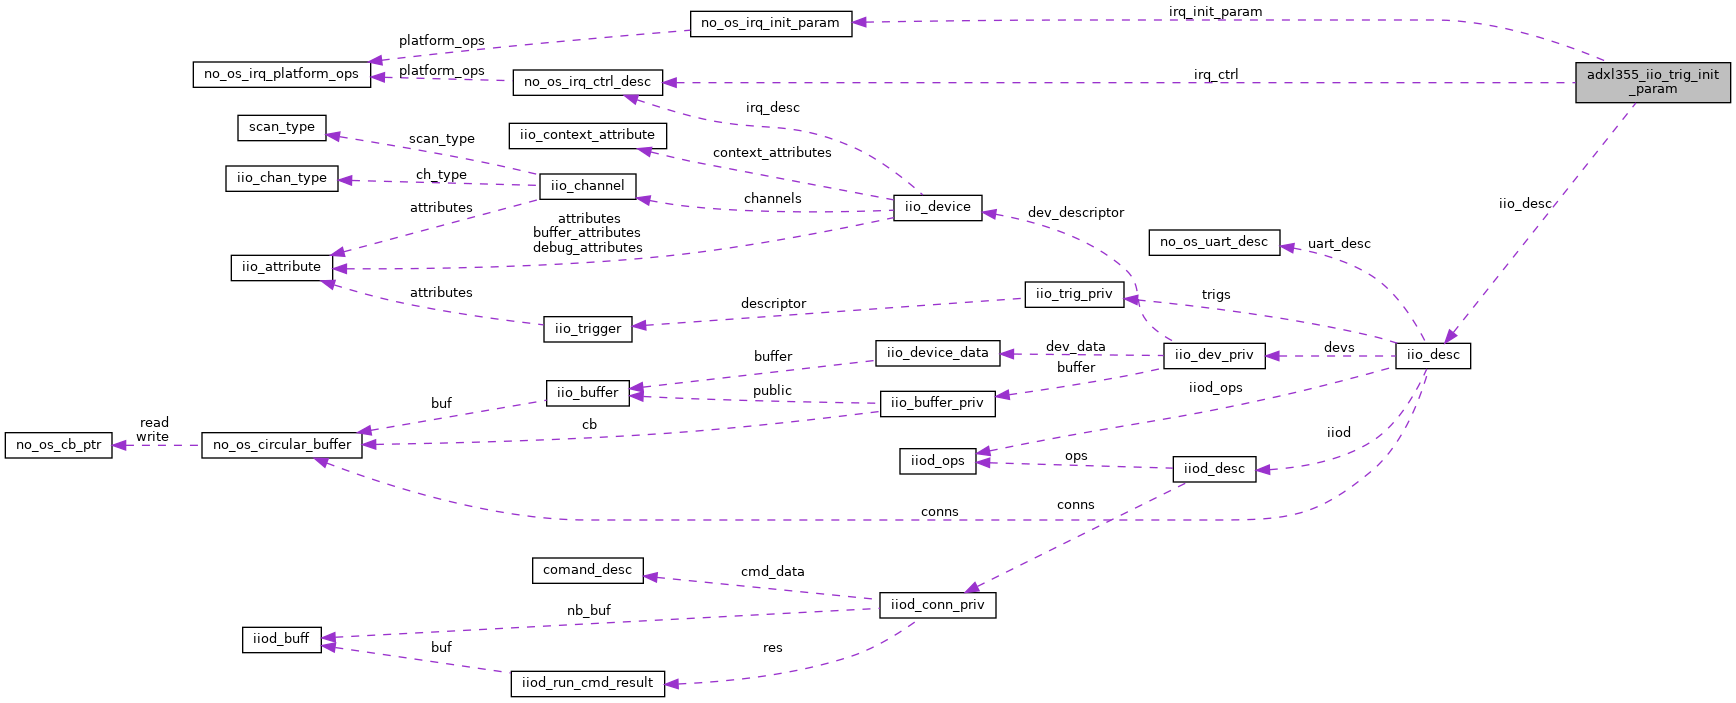 irq_init_param
no_os_irq_init_param
platform_ops
no_os_irq_platform_ops
platform_ops
no_os_irq_ctrl_desc
irq_ctrl
adxl355_iio_trig_init
_param
irq_desc
scan_type
scan_type
iio_context_attribute
context_attributes
iio_chan_type
ch_type
iio_channel
channels
iio_device
iio_desc
attributes
dev_descriptor
attributes
buffer_attributes
debug_attributes
no_os_uart_desc
uart_desc
iio_attribute
attributes
iio_trig_priv
trigs
descriptor
iio_trigger
buffer
iio_device_data
dev_data
iio_dev_priv
devs
iio_desc
buffer
iio_buffer
public
iio_buffer_priv
iiod_ops
buf
cb
read
write
no_os_cb_ptr
no_os_circular_buffer
iiod
iiod_ops
ops
iiod_desc
conns
conns
comand_desc
cmd_data
iiod_conn_priv
nb_buf
iiod_buff
buf
res
iiod_run_cmd_result